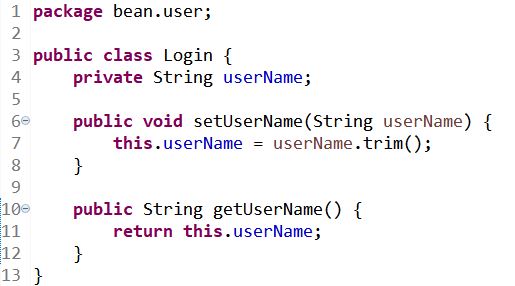 1 package bean.user;
2
3 public class Login {
4     private String userName;
5
6     public void setUserName(String userName) {
7         this.userName = userName.trim();
8     }
9
10     public String getUserName() {
11         return this.userName;
12     }
13 }